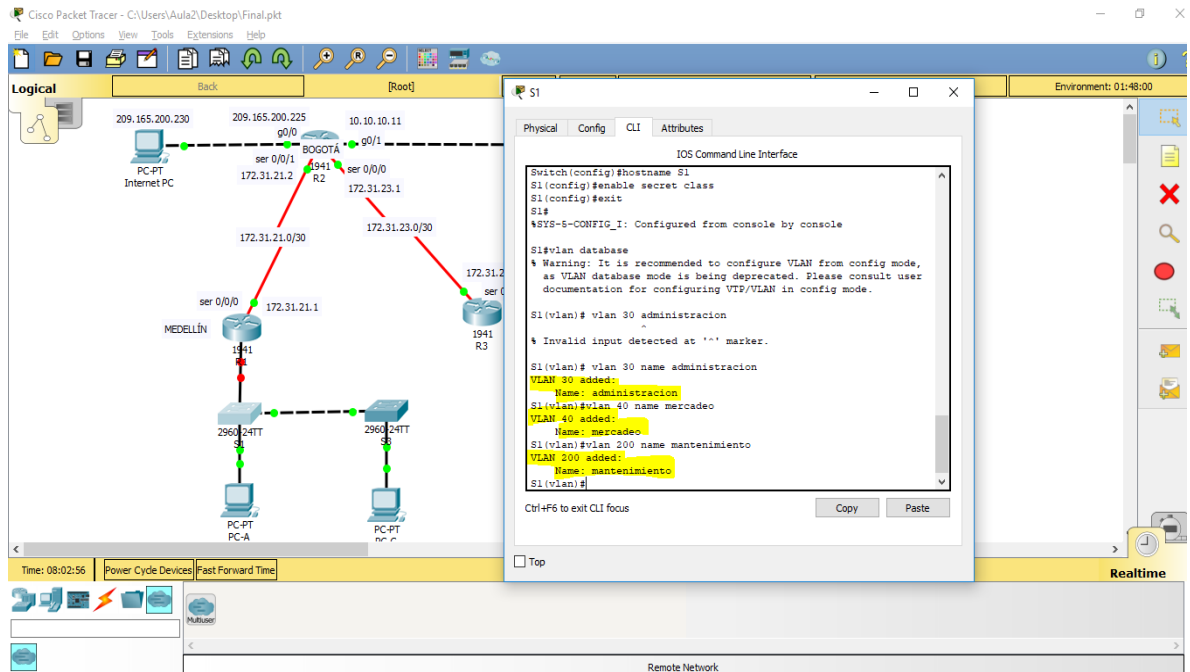 Cisco Packet Tracer - C:\Users\Aula2\Desktop\Final.pkt
File Edit Options View Tools Extensions Help
Logical
Back
[Root]
Environment: 01:48:00
209.165.200.230
209.165.200.225
10.10.10.11
g0/0
g0/1
BOGOTÁ
PC-PT
Internet PC
ser 0/0/1
172.31.21.2
1941
R2
ser 0/0/0
172.31.23.1
172.31.21.0/30
172.31.23.0/30
172.31.2
ser 0
ser 0/0/0
172.31.21.1
MEDELLÍN
1941
R1
1941
R3
2960-24TT
S1
2960-24TT
S3
PC-PT
PC-A
PC-PT
PC-C
S1
Physical Config CLI Attributes
IOS Command Line Interface
Switch(config)#hostname S1
S1(config)#enable secret class
S1(config)#exit
S1#
%SYS-5-CONFIG_I: Configured from console by console
S1#vlan database
% Warning: It is recommended to configure VLAN from config mode,
as VLAN database mode is being deprecated. Please consult user
documentation for configuring VTP/VLAN in config mode.
S1(vlan)# vlan 30 administracion
^
% Invalid input detected at '^' marker.
S1(vlan)# vlan 30 name administracion
VLAN 30 added:
Name: administracion
S1(vlan)#vlan 40 name mercadeo
VLAN 40 added:
Name: mercadeo
S1(vlan)#vlan 200 name mantenimiento
VLAN 200 added:
Name: mantenimiento
S1(vlan)#
Ctrl+F6 to exit CLI focus
Copy
Paste
Top
Time: 08:02:56
Power Cycle Devices
Fast Forward Time
Realtime
Multiuser
Remote Network